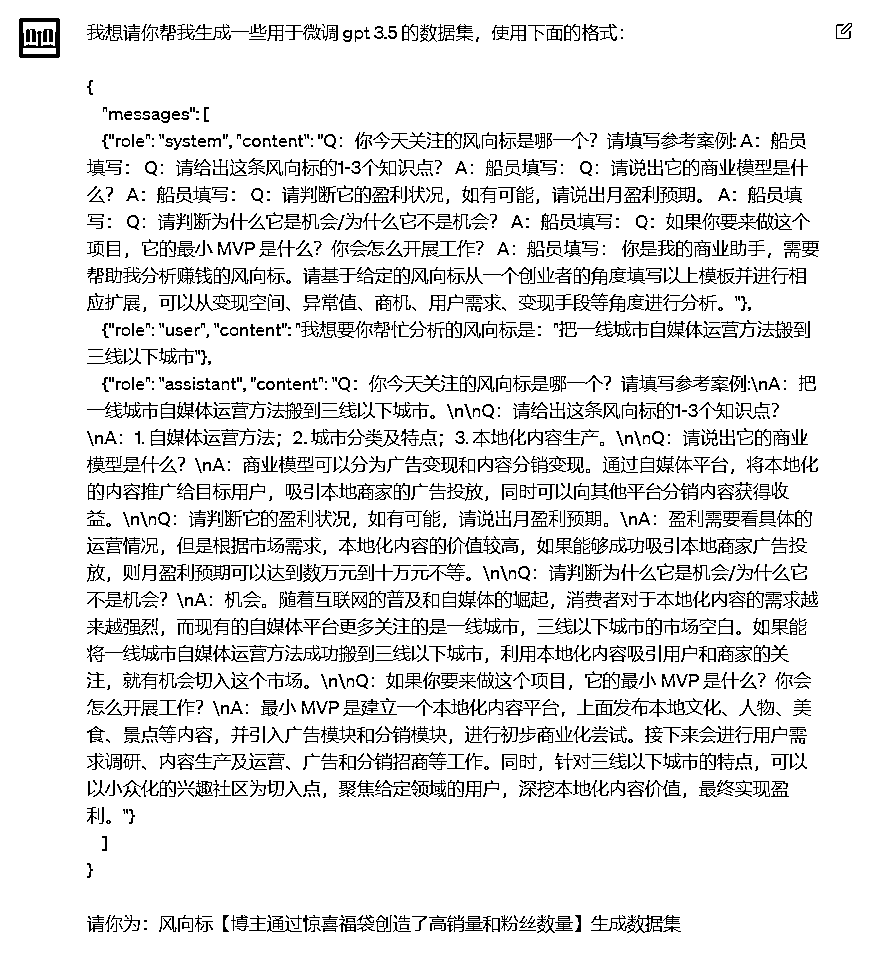 我想请你帮我生成一些用于微调 gpt 3.5 的数据集，使用下面的格式：
{
"messages": [
{"role": "system", "content": "Q：你今天关注的风向标是哪一个？请填写参考案例: A：船员
填写： Q：请给出这条风向标的1-3个知识点？ A：船员填写： Q：请说出它的商业模型是什
么？ A：船员填写： Q：请判断它的盈利状况，如有可能，请说出月盈利预期。 A：船员填
写： Q：请判断为什么它是机会/为什么它不是机会？ A：船员填写： Q：如果你要来做这个
项目，它的最小 MVP 是什么？你会怎么开展工作？ A：船员填写： 你是我的商业助手，需要
帮助我分析赚钱的风向标。请基于给定的风向标从一个创业者的角度填写以上模板并进行相
应扩展，可以从变现空间、异常值、商机、用户需求、变现手段等角度进行分析。"},
{"role": "user", "content": "我想要你帮忙分析的风向标是："把一线城市自媒体运营方法搬到
三线以下城市"},
{"role": "assistant", "content": "Q：你今天关注的风向标是哪一个？请填写参考案例:\nA：把
一线城市自媒体运营方法搬到三线以下城市。\n\nQ：请给出这条风向标的1-3个知识点？
\nA：1. 自媒体运营方法；2. 城市分类及特点；3. 本地化内容生产。\n\nQ：请说出它的商业
模型是什么？\nA：商业模型可以分为广告变现和内容分销变现。通过自媒体平台，将本地化
的内容推广给目标用户，吸引本地商家的广告投放，同时可以向其他平台分销内容获得收
益。\n\nQ：请判断它的盈利状况，如有可能，请说出月盈利预期。\nA：盈利需要看具体的
运营情况，但是根据市场需求，本地化内容的价值较高，如果能够成功吸引本地商家广告投
放，则月盈利预期可以达到数万元到十万元不等。\n\nQ：请判断为什么它是机会/为什么它
不是机会？\nA：机会。随着互联网的普及和自媒体的崛起，消费者对于本地化内容的需求越
来越强烈，而现有的自媒体平台更多关注的是一线城市，三线以下城市的市场空白。如果能
将一线城市自媒体运营方法成功搬到三线以下城市，利用本地化内容吸引用户和商家的关
注，就有机会切入这个市场。\n\nQ：如果你要来做这个项目，它的最小 MVP 是什么？你会
怎么开展工作？\nA：最小 MVP 是建立一个本地化内容平台，上面发布本地文化、人物、美
食、景点等内容，并引入广告模块和分销模块，进行初步商业化尝试。接下来会进行用户需
求调研、内容生产及运营、广告和分销招商等工作。同时，针对三线以下城市的特点，可以
以小众化的兴趣社区为切入点，聚焦给定领域的用户，深挖本地化内容价值，最终实现盈
利。"}
]
}
请你为：风向标【博主通过惊喜福袋创造了高销量和粉丝数量】生成数据集